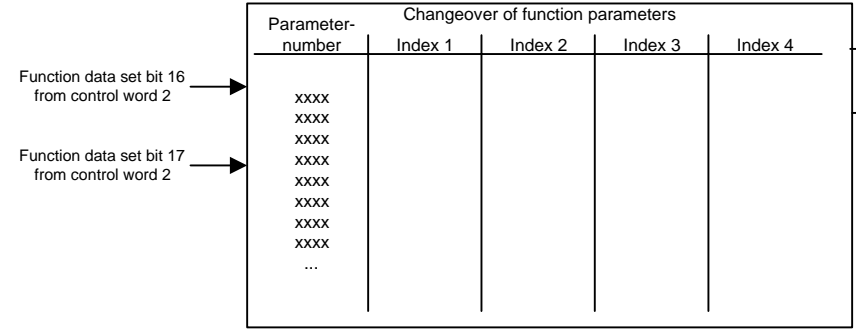 Changeover of function parameters
Parameter-
number Index 1 Index 2 Index 3 Index 4
Function data set bit 16
from control word 2
xxxx
xxxx
xxxx
Function data set bit 17
from control word 2
xxxx
xxxx
xxxx
xxxx
xxxx
...